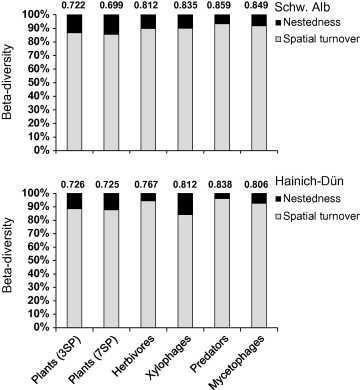 0.722 0.699 0.812 0.835 0.859 0.849 Schw. Alb
100%
90%
80%
70%
60%
50%
40%
30%
20%
10%
0%
Beta-diversity
Nestedness
Spatial turnover
0.726 0.725 0.767 0.812 0.838 0.806 Hainich-Dün
100%
90%
80%
70%
60%
50%
40%
30%
20%
10%
0%
Beta-diversity
Nestedness
Spatial turnover
Plants (3SP)
Plants (7SP)
Herbivores
Xylophages
Predators
Mycetophages